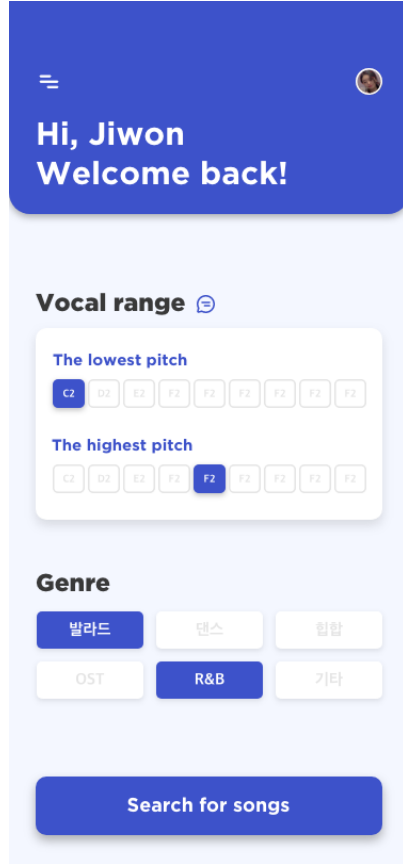 Hi, Jiwon
Welcome back!
Vocal range
The lowest pitch
C2 D2 E2 F2 F2 F2 F2 F2 F2
The highest pitch
C2 D2 E2 F2 F2 F2 F2 F2 F2
Genre
발라드 댄스 힙합
OST R&B 기타
Search for songs